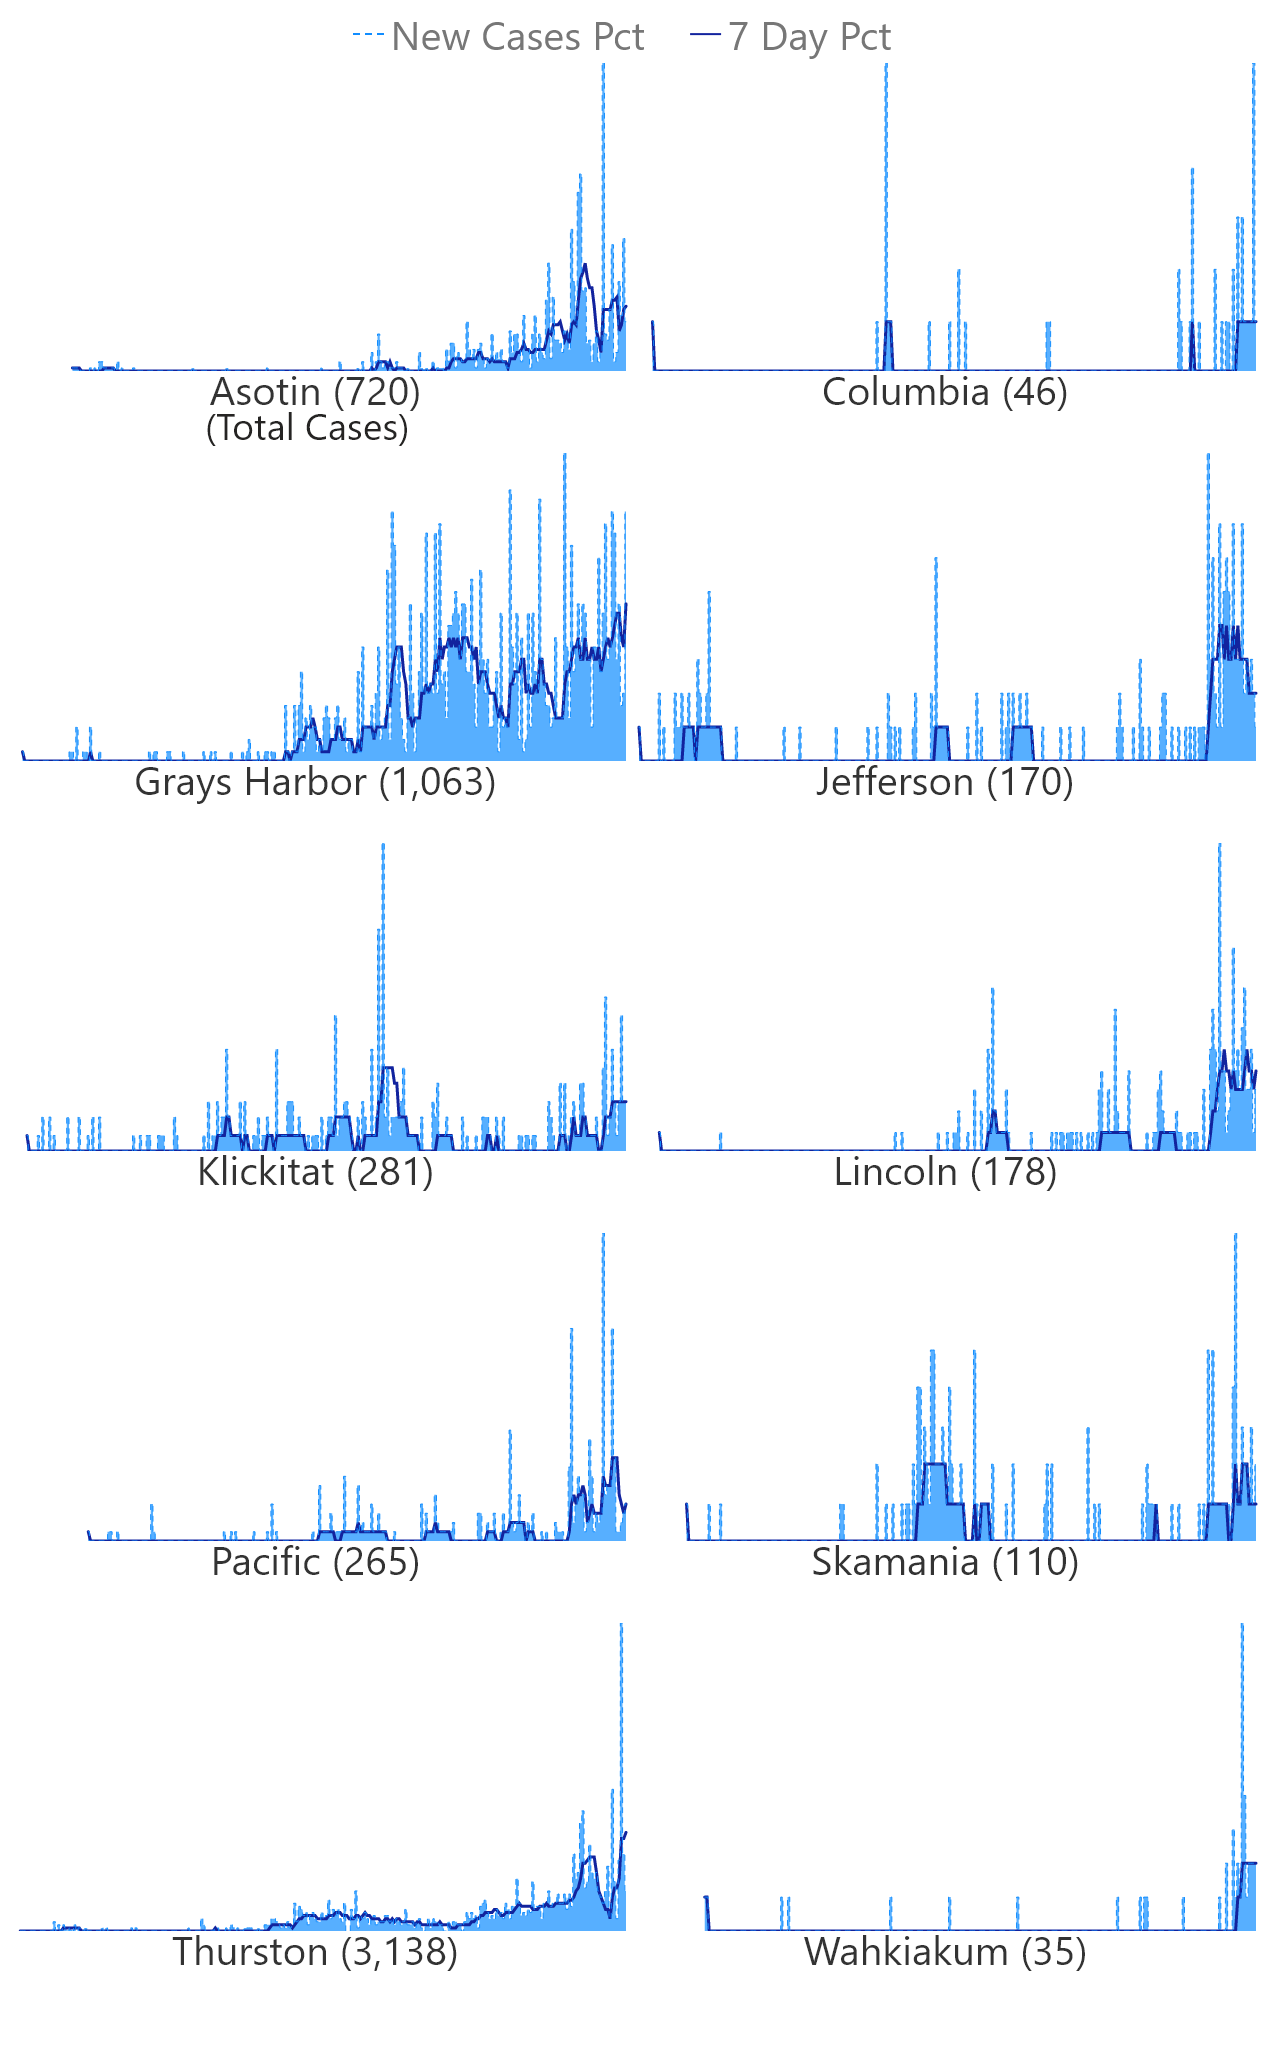 New Cases Pct 7 Day Pct
Asotin (720) Columbia (46)
(Total Cases)
Grays Harbor (1,063) Jefferson (170)
Klickitat (281) Lincoln (178)
Pacific (265) Skamania (110)
Thurston (3,138) Wahkiakum (35)